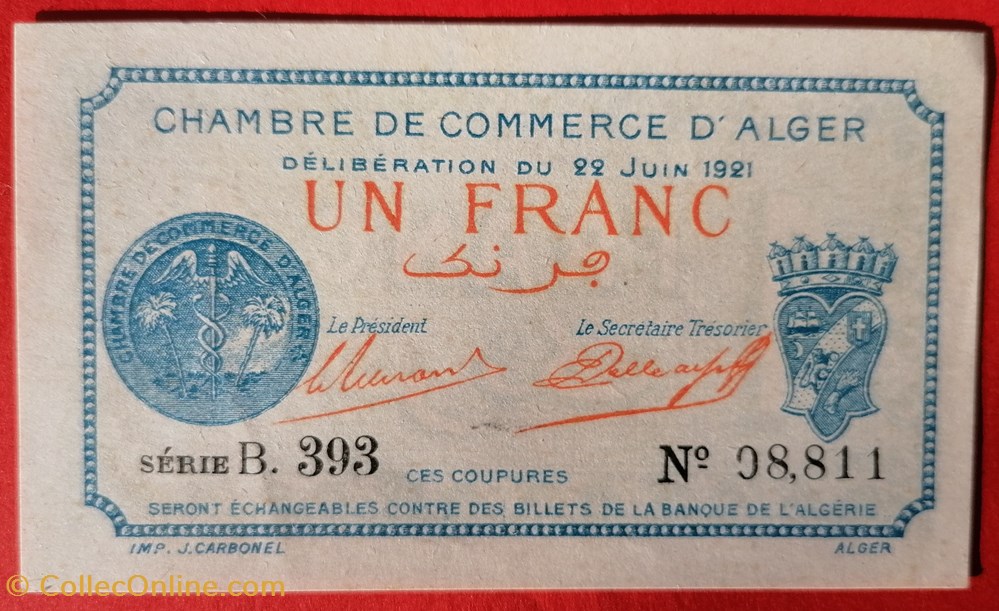 CHAMBRE DE COMMERCE D'ALGER
DÉLIBÉRATION DU 22 JUIN 1921
UN FRANC
فرنك
CHAMBRE DE COMMERCE D'ALGER
Le Président
Le Secrétaire Trésorier
SÉRIE B. 393
Nº 08,811
CES COUPURES
SERONT ÉCHANGEABLES CONTRE DES BILLETS DE LA BANQUE DE L'ALGÉRIE
IMP. J. CARBONEL
ALGER
© CollecOnline.com